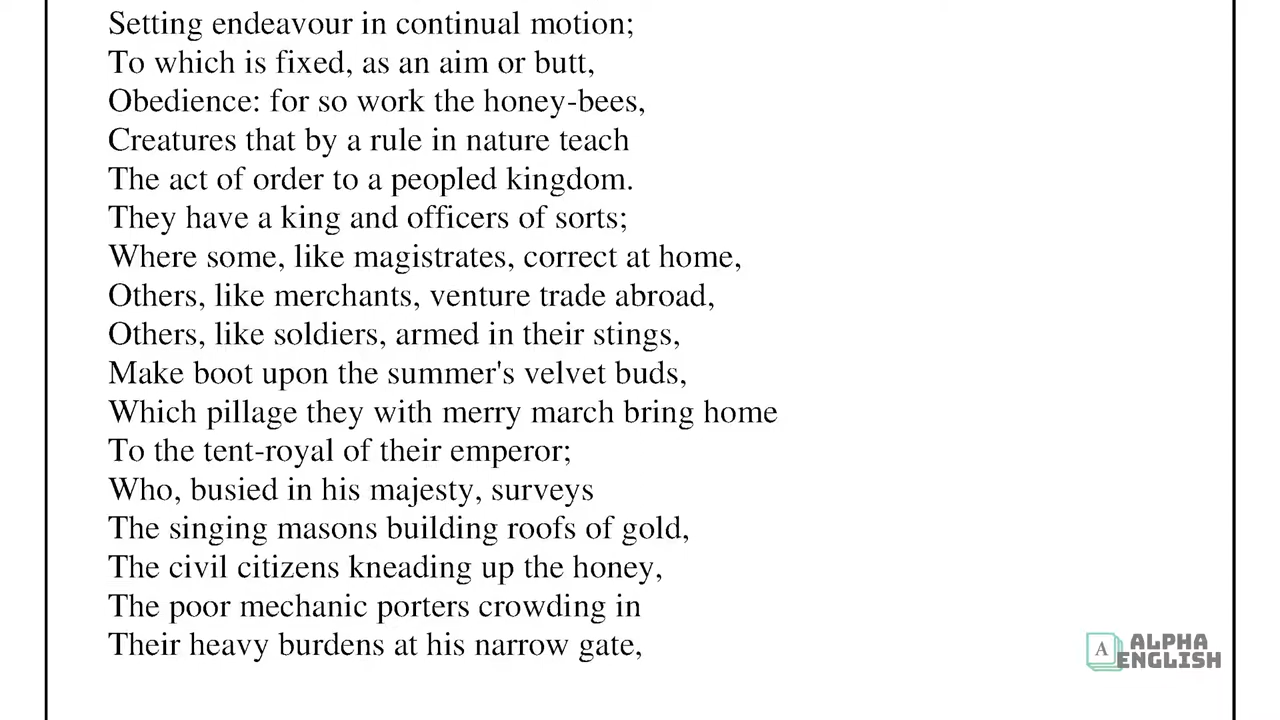 Setting endeavour in continual motion;
To which is fixed, as an aim or butt,
Obedience: for so work the honey-bees,
Creatures that by a rule in nature teach
The act of order to a peopled kingdom.
They have a king and officers of sorts;
Where some, like magistrates, correct at home,
Others, like merchants, venture trade abroad,
Others, like soldiers, armed in their stings,
Make boot upon the summer's velvet buds,
Which pillage they with merry march bring home
To the tent-royal of their emperor;
Who, busied in his majesty, surveys
The singing masons building roofs of gold,
The civil citizens kneading up the honey,
The poor mechanic porters crowding in
Their heavy burdens at his narrow gate,
A
ALPHA
ENGLISH